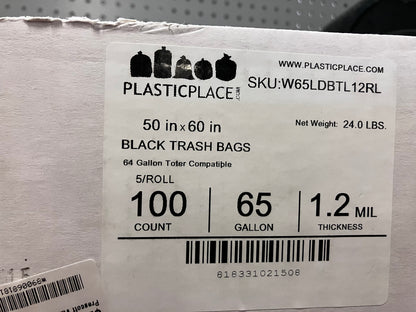 WWW.PLASTICPLACE.COM
PLASTICPLACE.COM
SKU:W65LDBTL12RL
50 in x 60 in
Net Weight: 24.0 LBS.
BLACK TRASH BAGS
64 Gallon Toter Compatible
5/ROLL
100
COUNT
65
GALLON
1.2 MIL
THICKNESS
818331021508